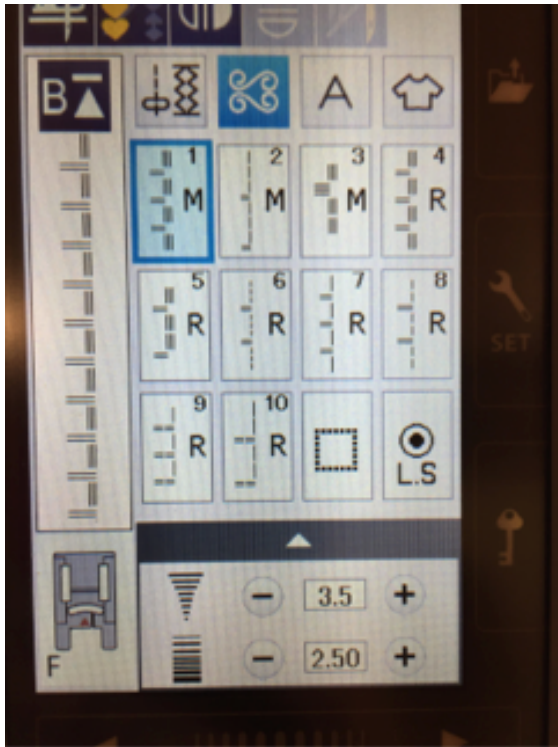 B
A
1 M
2 M
3 M
4 R
5 R
6 R
7 R
8 R
9 R
10 R
L.S
SET
− 3.5 +
− 2.50 +
F